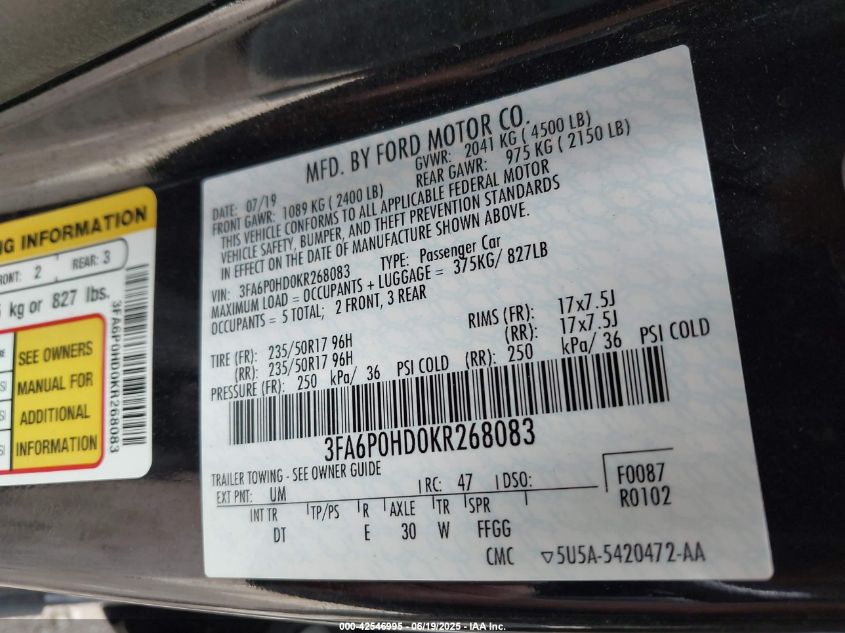 NG INFORMATION
FRONT: 2 REAR: 3
kg or 827 lbs.
SEE OWNERS
MANUAL FOR
ADDITIONAL
INFORMATION
3FA6P0HD0KR268083
MFD. BY FORD MOTOR CO.
DATE: 07/19 GVWR: 2041 KG ( 4500 LB)
FRONT GAWR: 1089 KG ( 2400 LB) REAR GAWR: 975 KG ( 2150 LB)
THIS VEHICLE CONFORMS TO ALL APPLICABLE FEDERAL MOTOR
VEHICLE SAFETY, BUMPER, AND THEFT PREVENTION STANDARDS
IN EFFECT ON THE DATE OF MANUFACTURE SHOWN ABOVE.
VIN: 3FA6P0HD0KR268083 TYPE: Passenger Car
MAXIMUM LOAD = OCCUPANTS + LUGGAGE = 375KG/ 827LB
OCCUPANTS = 5 TOTAL; 2 FRONT, 3 REAR
TIRE (FR): 235/50R17 96H RIMS (FR): 17x7.5J
(RR): 235/50R17 96H (RR): 17x7.5J
PRESSURE (FR): 250 kPa/ 36 PSI COLD (RR): 250 kPa/ 36 PSI COLD
3FA6P0HD0KR268083
TRAILER TOWING - SEE OWNER GUIDE
EXT PNT: UM RC: 47 DSO: F0087
R0102
INT TR TP/PS R AXLE TR SPR
DT E 30 W FFGG
CMC ▽5U5A-5420472-AA
000-42546995 06/19/2025 - IAA Inc.